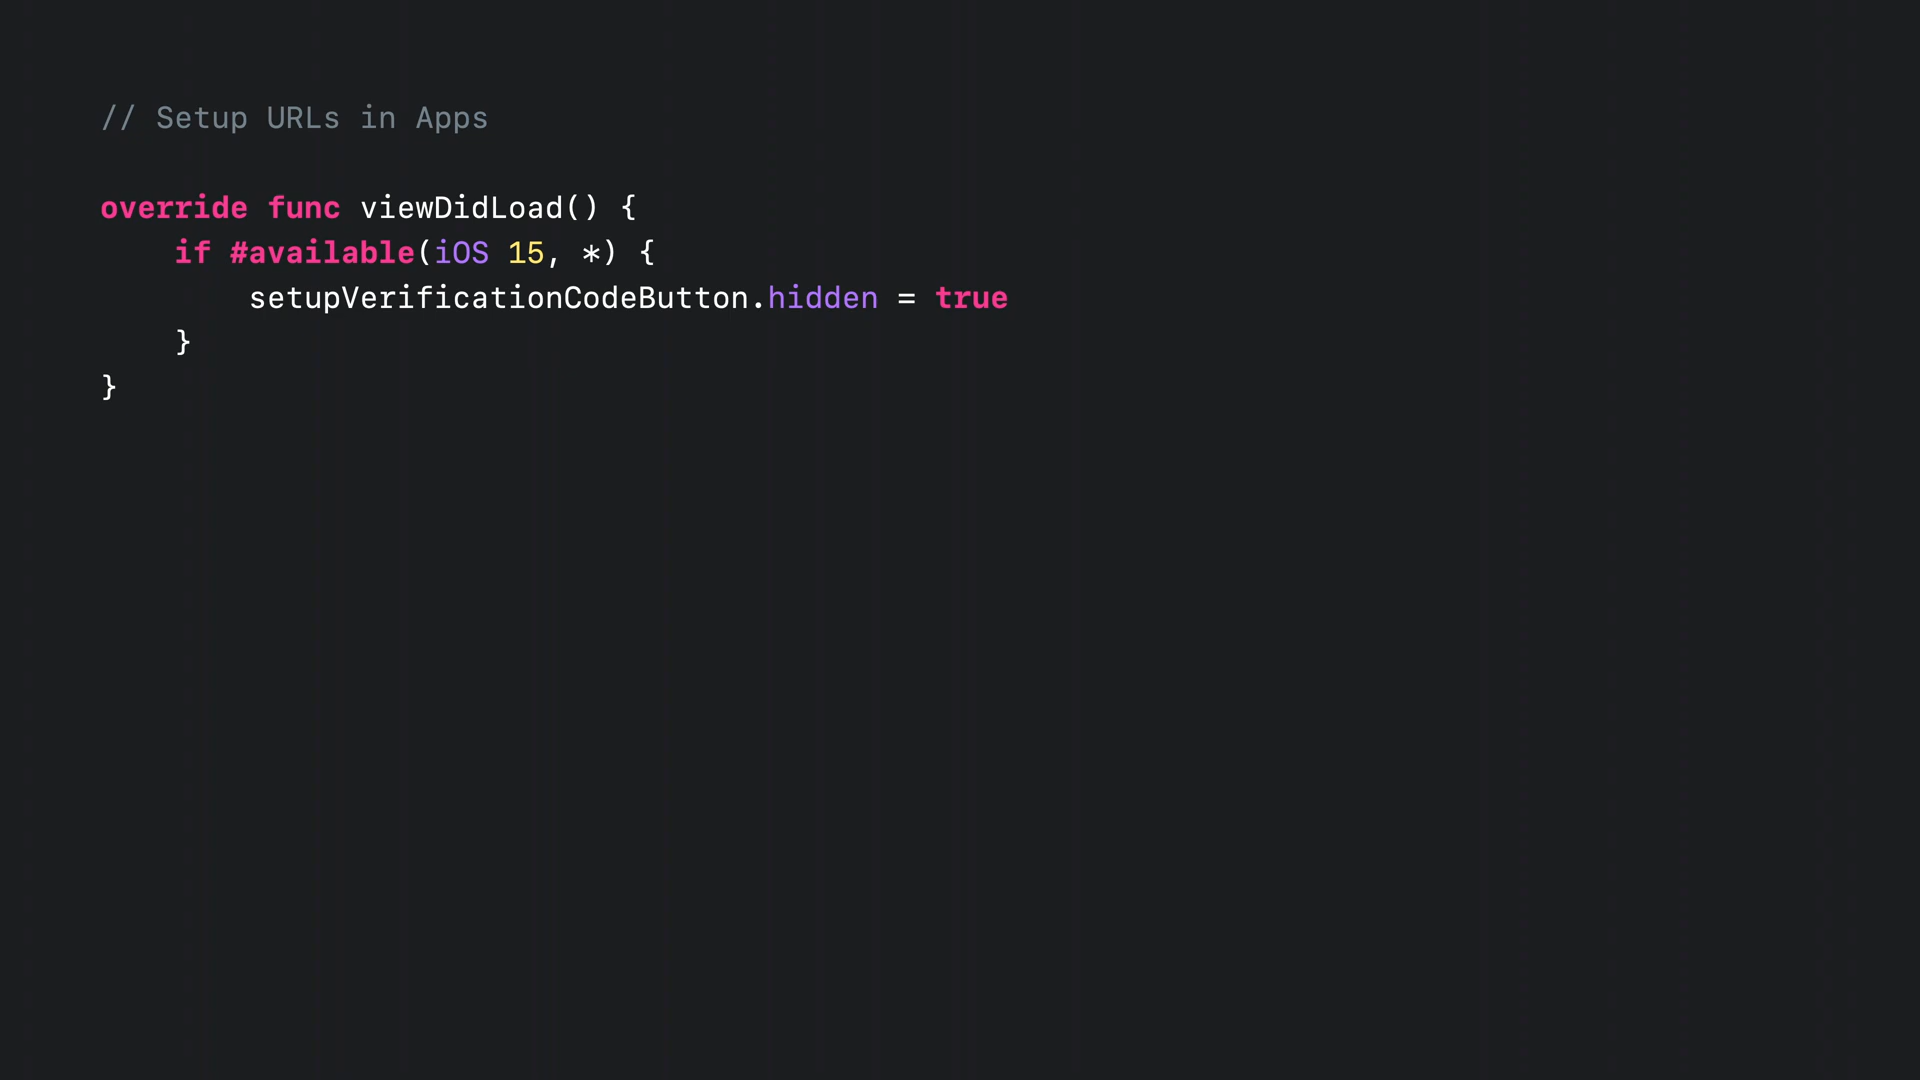 // Setup URLs in Apps
override func viewDidLoad() {
    if #available(iOS 15, *) {
        setupVerificationCodeButton.hidden = true
    }
}